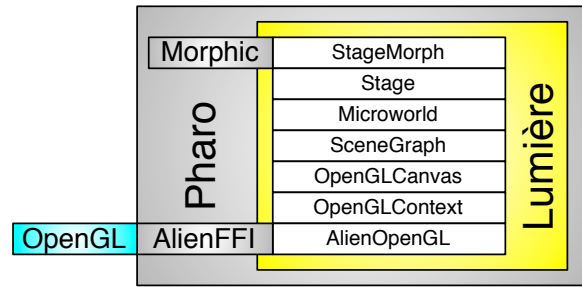 Morphic
StageMorph
Stage
Microworld
SceneGraph
OpenGLCanvas
OpenGLContext
OpenGL
AlienFFI
AlienOpenGL
Pharo
Lumière